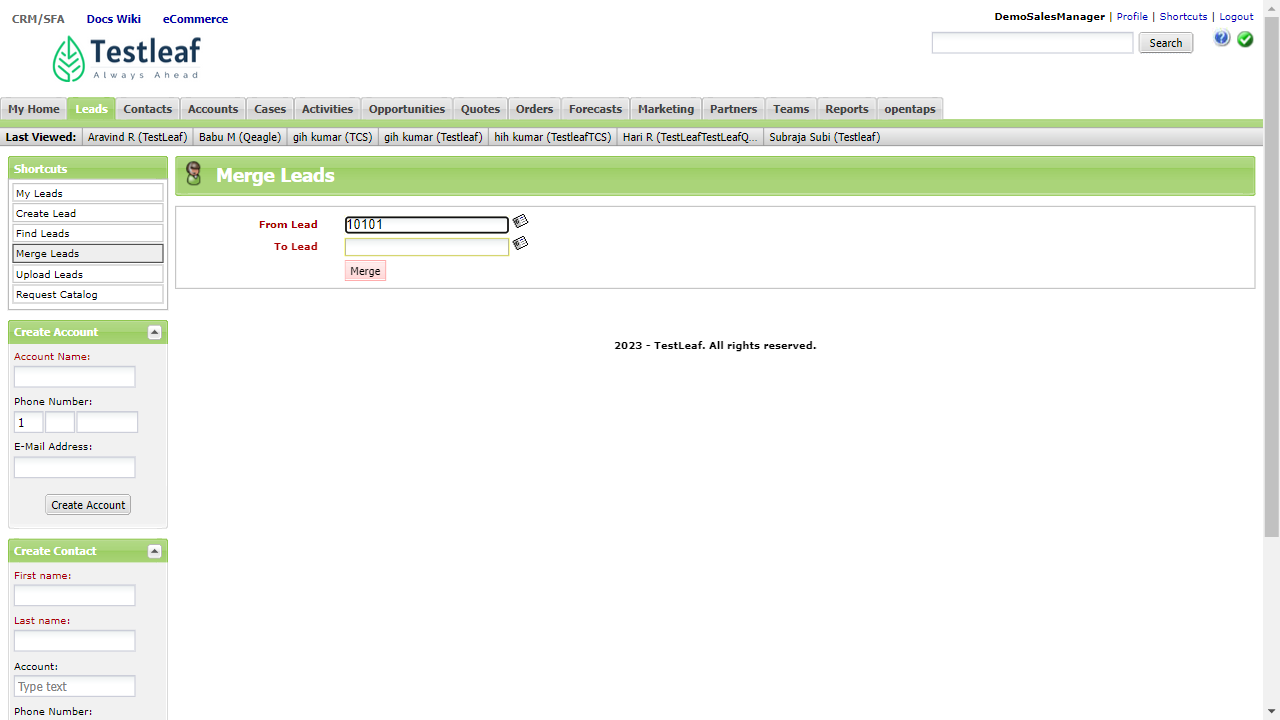 CRM/SFA Docs Wiki eCommerce
DemoSalesManager | Profile | Shortcuts | Logout
Testleaf
Always Ahead
Search
My Home Leads Contacts Accounts Cases Activities Opportunities Quotes Orders Forecasts Marketing Partners Teams Reports opentaps
Last Viewed: Aravind R (TestLeaf) Babu M (Qeagle) gih kumar (TCS) gih kumar (Testleaf) hih kumar (TestleafTCS) Hari R (TestLeafTestLeafQ... Subraja Subi (Testleaf)
Shortcuts
My Leads
Create Lead
Find Leads
Merge Leads
Upload Leads
Request Catalog
Merge Leads
From Lead 10101
To Lead
Merge
2023 - TestLeaf. All rights reserved.
Create Account
Account Name:
Phone Number:
1
E-Mail Address:
Create Account
Create Contact
First name:
Last name:
Account:
Type text
Phone Number: